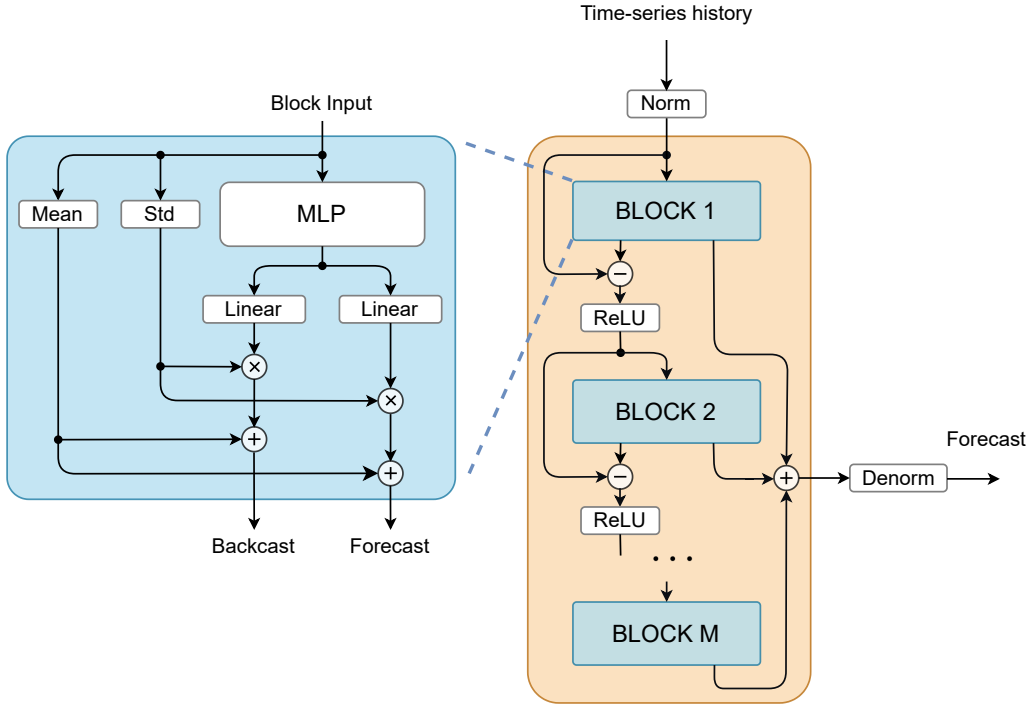 Time-series history
Norm
Block Input
Mean
Std
MLP
Linear
Linear
×
×
+
+
Backcast
Forecast
BLOCK 1
−
ReLU
BLOCK 2
−
ReLU
. . .
BLOCK M
+
Denorm
Forecast